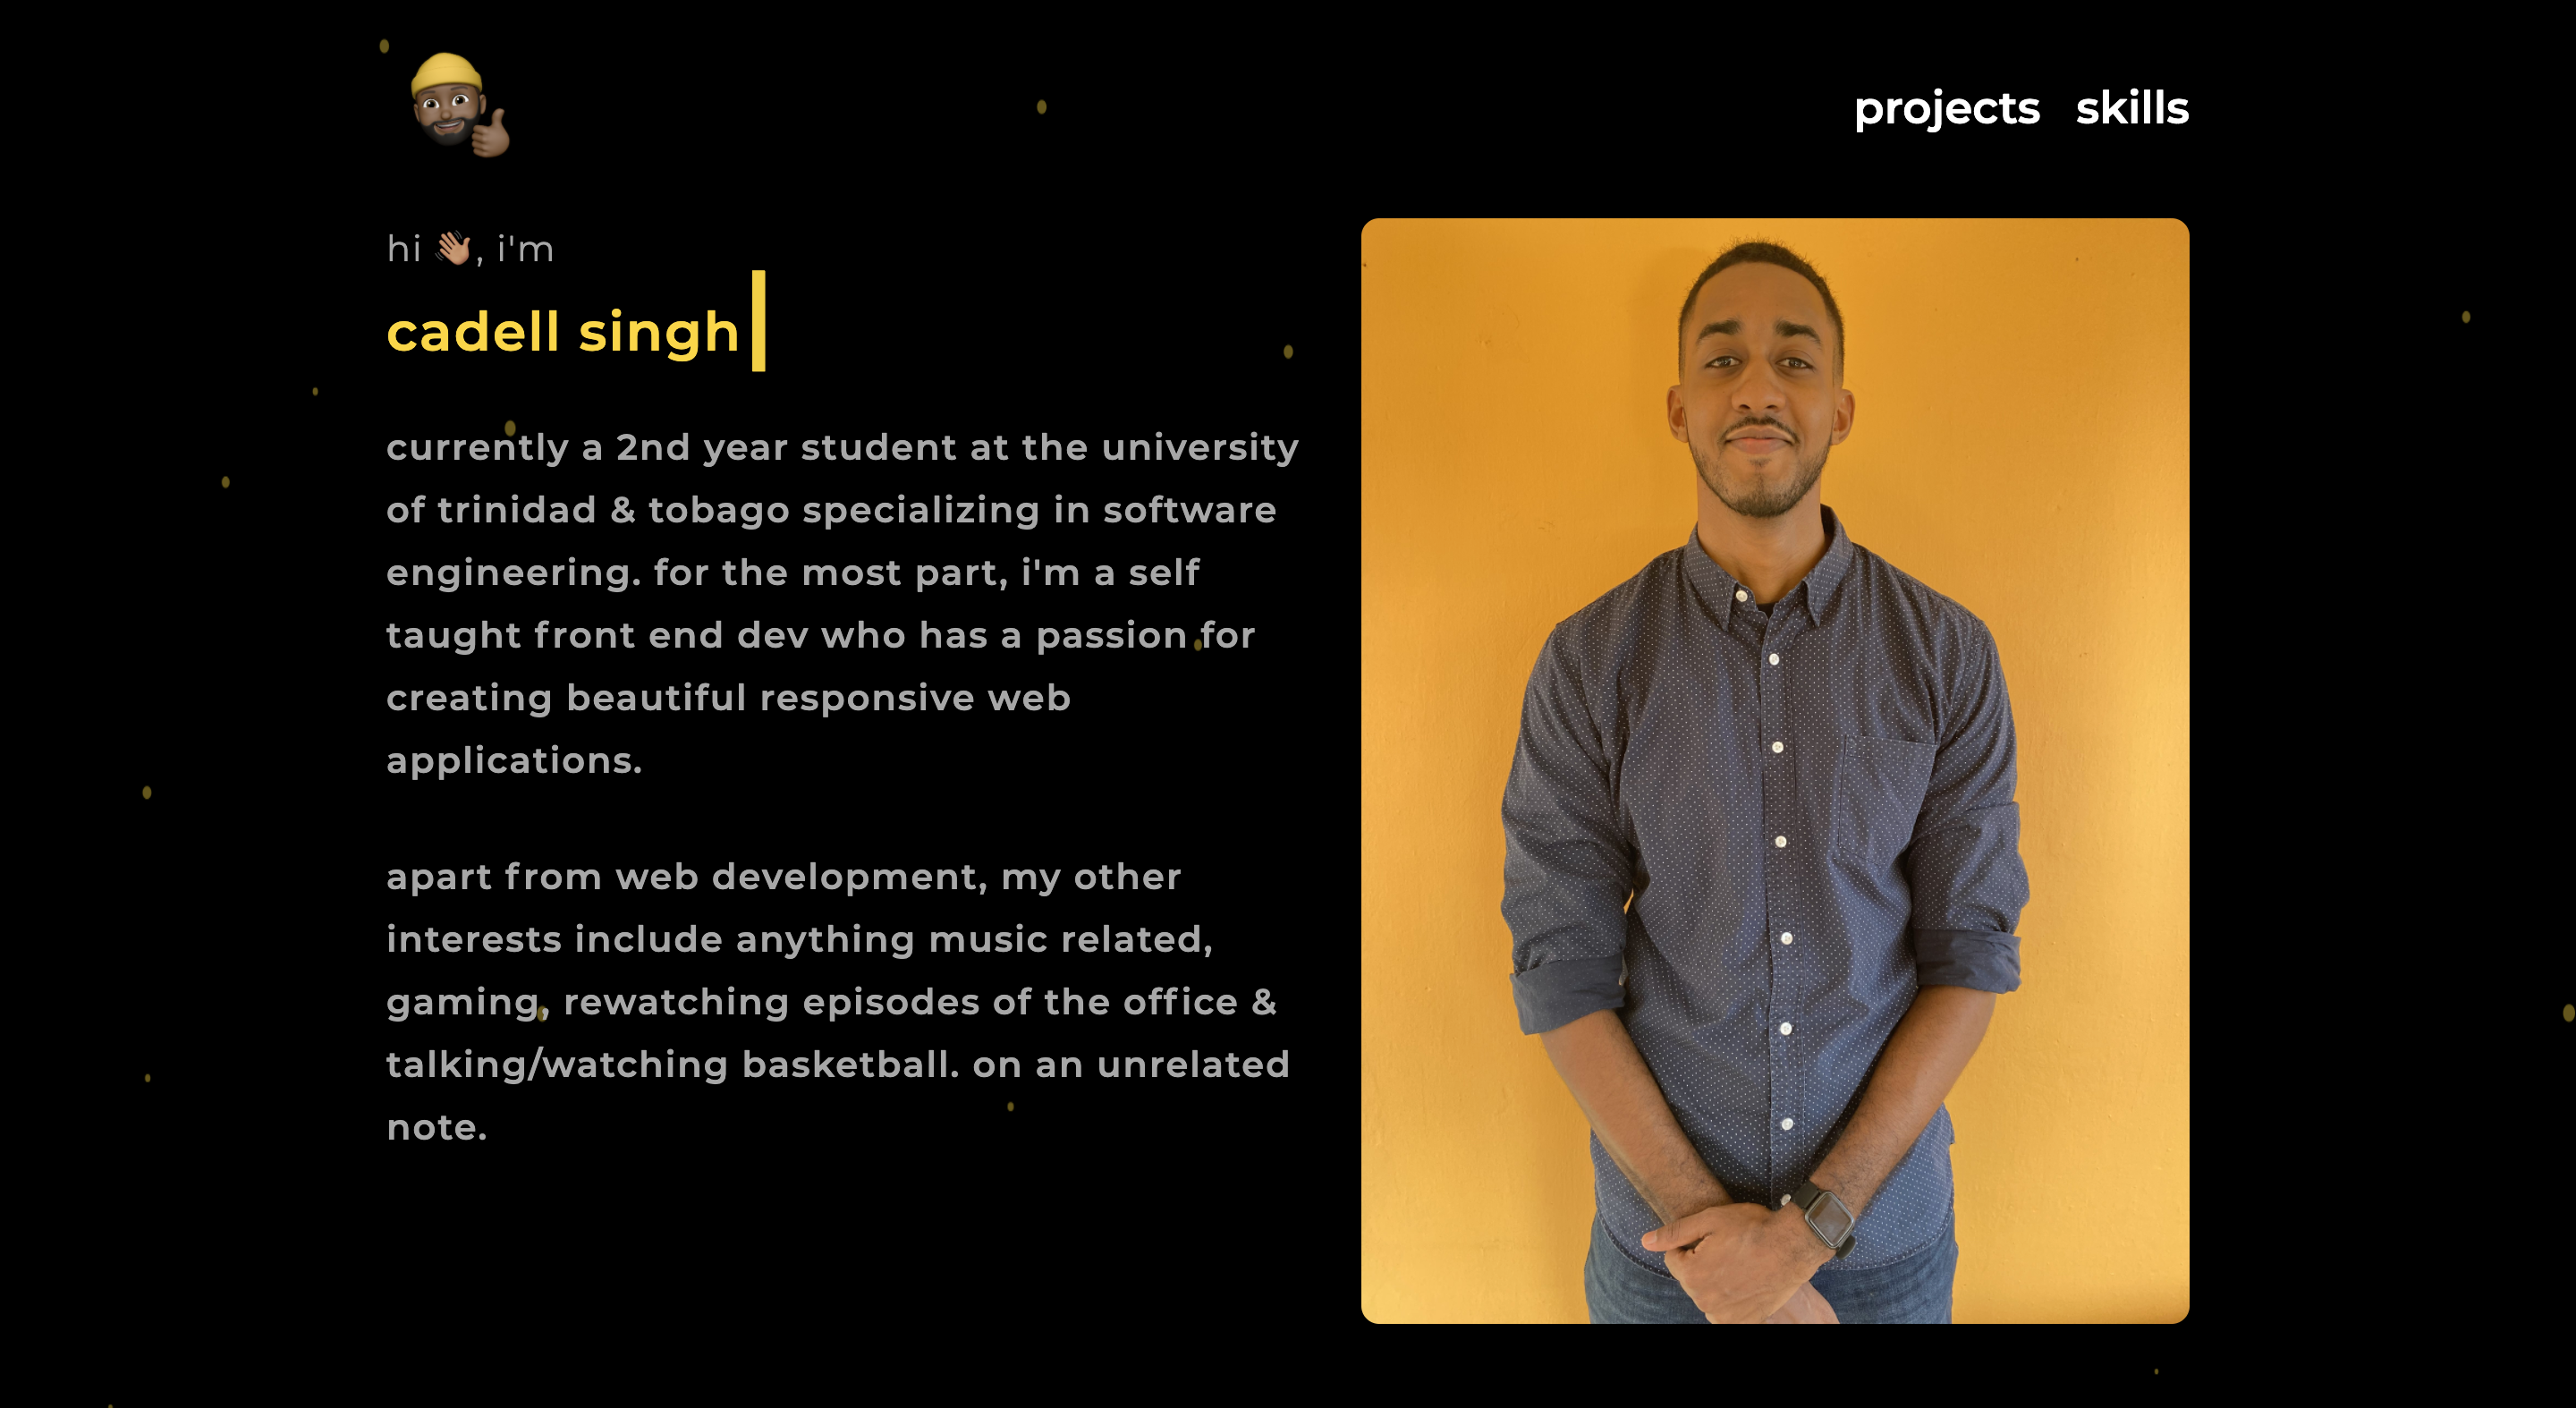 projects skills
hi 👋🏽, i'm
cadell singh
currently a 2nd year student at the university
of trinidad & tobago specializing in software
engineering. for the most part, i'm a self
taught front end dev who has a passion for
creating beautiful responsive web
applications.
apart from web development, my other
interests include anything music related,
gaming, rewatching episodes of the office &
talking/watching basketball. on an unrelated
note.